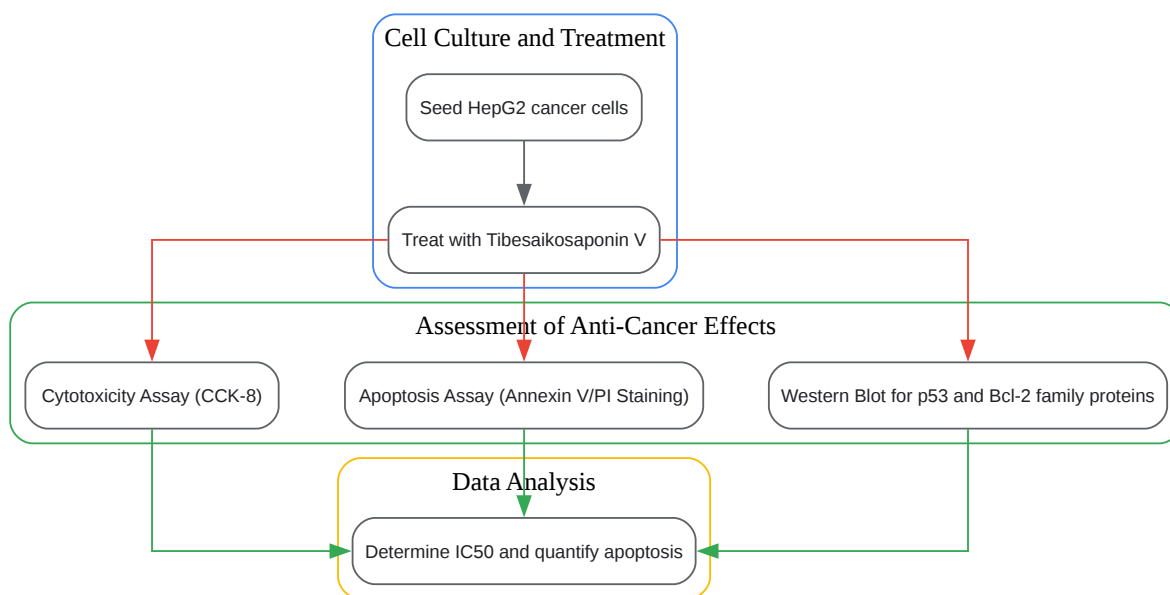 Cell Culture and Treatment
Seed HepG2 cancer cells
Treat with Tibesaikosaponin V
Assessment of Anti-Cancer Effects
Cytotoxicity Assay (CCK-8)
Apoptosis Assay (Annexin V/PI Staining)
Western Blot for p53 and Bcl-2 family proteins
Data Analysis
Determine IC50 and quantify apoptosis